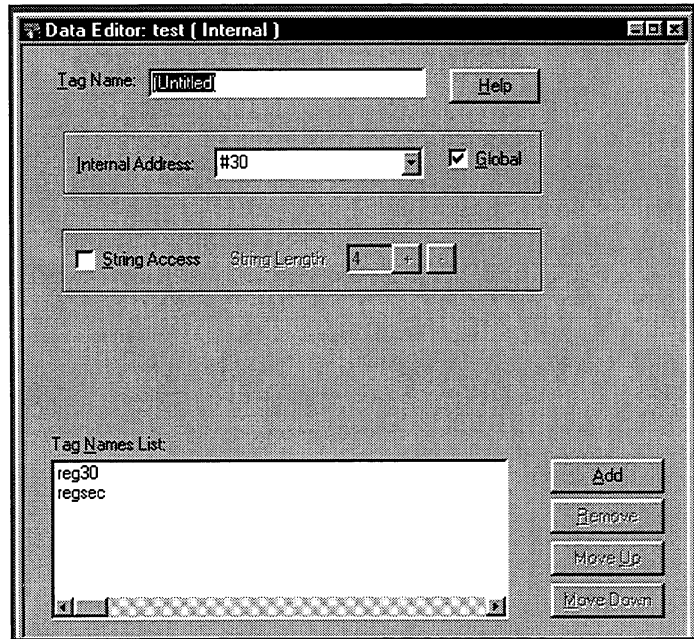 Data Editor: test ( Internal )
Tag Name: (Untitled) Help
Internal Address: #30 Global
String Access String Length: 4 + -
Tag Names List:
reg30
regsec
Add
Remove
Move Up
Move Down